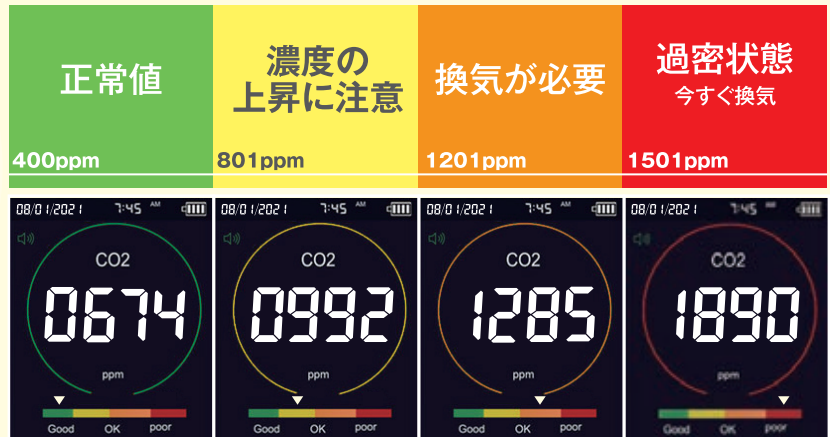 正常値
400ppm
濃度の
上昇に注意
801ppm
換気が必要
1201ppm
過密状態
今すぐ換気
1501ppm
08/01/2021 7:45 AM
CO2
0674
ppm
Good OK poor
08/01/2021 7:45 AM
CO2
0992
ppm
Good OK poor
08/01/2021 7:45 AM
CO2
1285
ppm
Good OK poor
08/01/2021 7:45
CO2
1890
ppm
Good OK poor